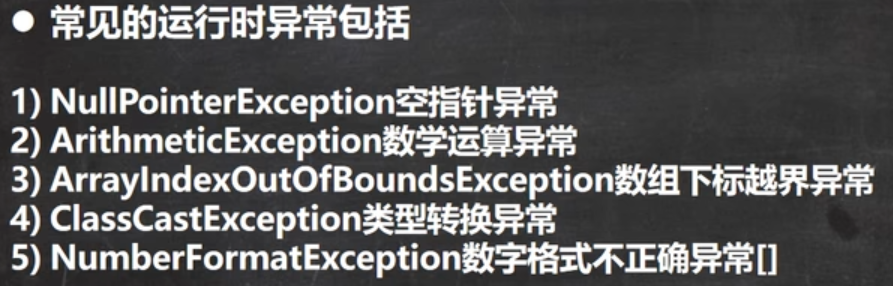 ● 常见的运行时异常包括
1) NullPointerException空指针异常
2) ArithmeticException数学运算异常
3) ArrayIndexOutOfBoundsException数组下标越界异常
4) ClassCastException类型转换异常
5) NumberFormatException数字格式不正确异常[]